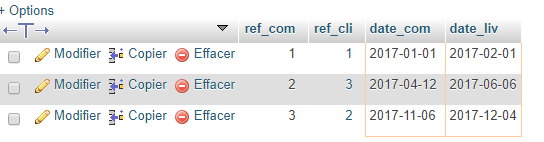 + Options
←T→ ref_com ref_cli date_com date_liv
Modifier Copier Effacer 1 1 2017-01-01 2017-02-01
Modifier Copier Effacer 2 3 2017-04-12 2017-06-06
Modifier Copier Effacer 3 2 2017-11-06 2017-12-04